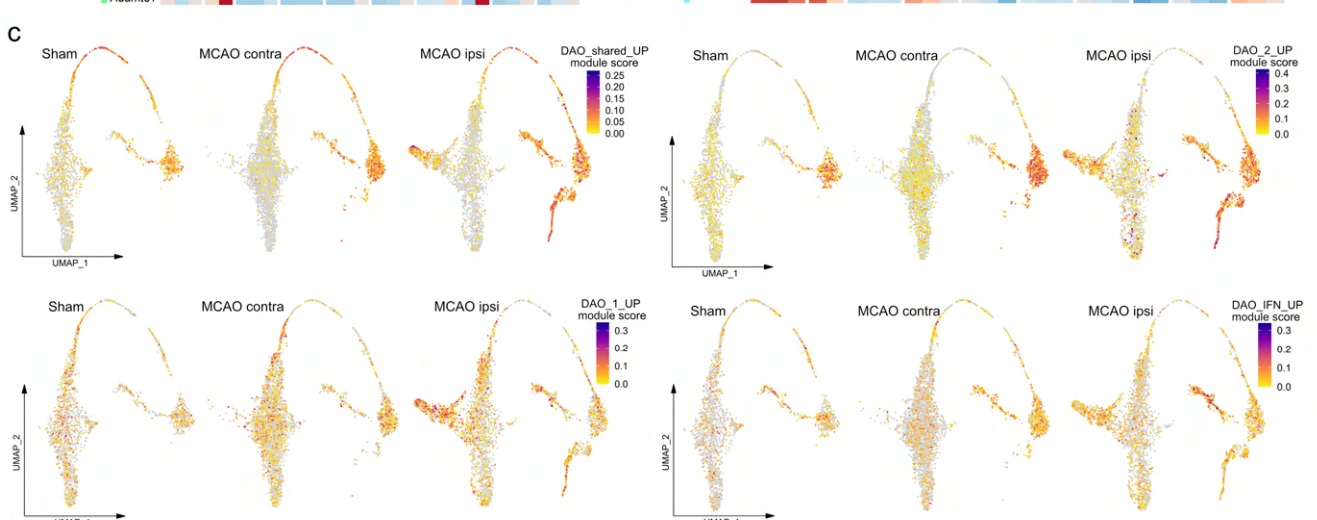 C
Sham
MCAO contra
MCAO ipsi
DAO_shared_UP
module score
0.25
0.20
0.15
0.10
0.05
0.00
UMAP_2
UMAP_1
Sham
MCAO contra
MCAO ipsi
DAO_2_UP
module score
0.4
0.3
0.2
0.1
0.0
UMAP_2
UMAP_1
Sham
MCAO contra
MCAO ipsi
DAO_1_UP
module score
0.3
0.2
0.1
0.0
UMAP_2
Sham
MCAO contra
MCAO ipsi
DAO_IFN_UP
module score
0.3
0.2
0.1
0.0
UMAP_2